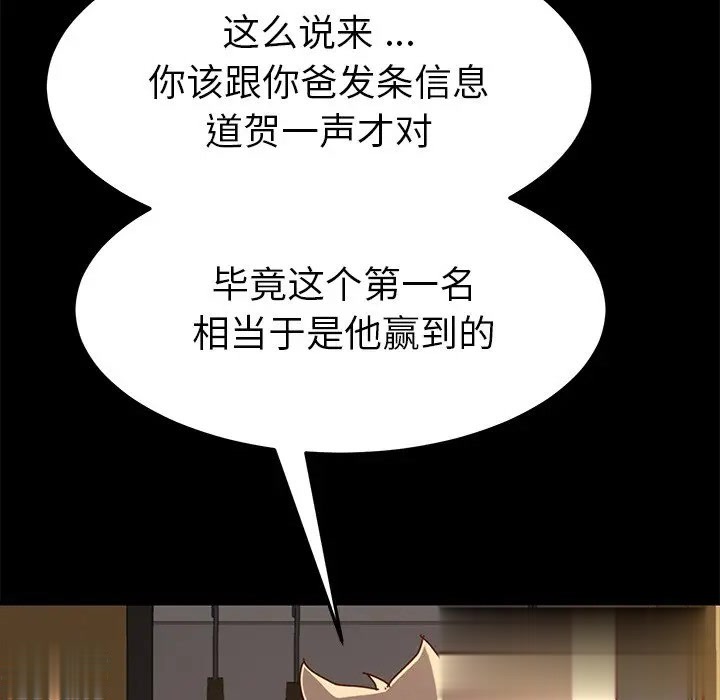 这么说来...
你该跟你爸发条信息
道贺一声才对
毕竟这个第一名
相当于是他赢到的